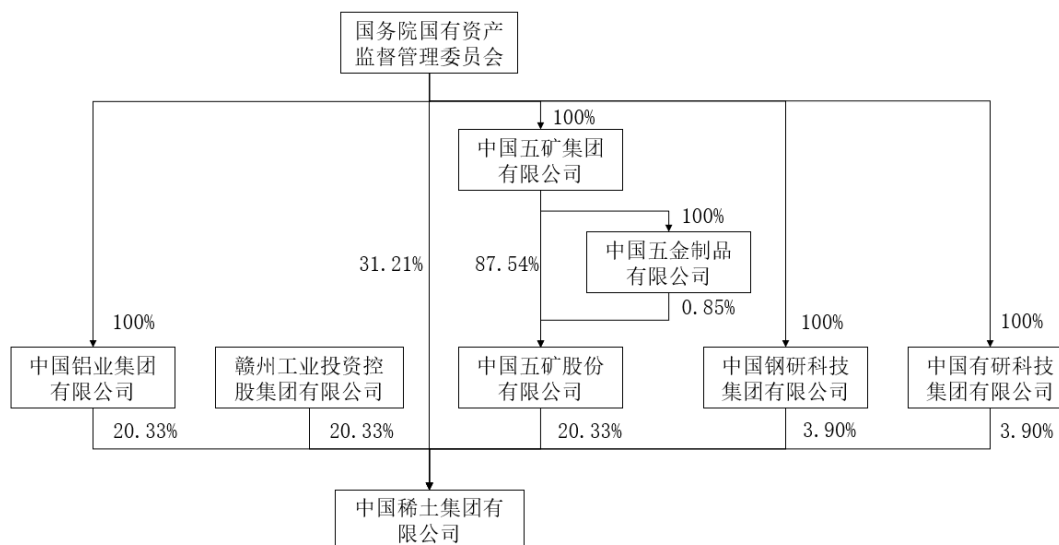 国务院国有资产
监督管理委员会
100%
中国五矿集团
有限公司
100%
中国五金制品
有限公司
31.21%
87.54%
0.85%
100%
100%
100%
中国铝业集团
有限公司
赣州工业投资控
股集团有限公司
中国五矿股份
有限公司
中国钢研科技
集团有限公司
中国有研科技
集团有限公司
20.33%
20.33%
20.33%
3.90%
3.90%
中国稀土集团有
限公司